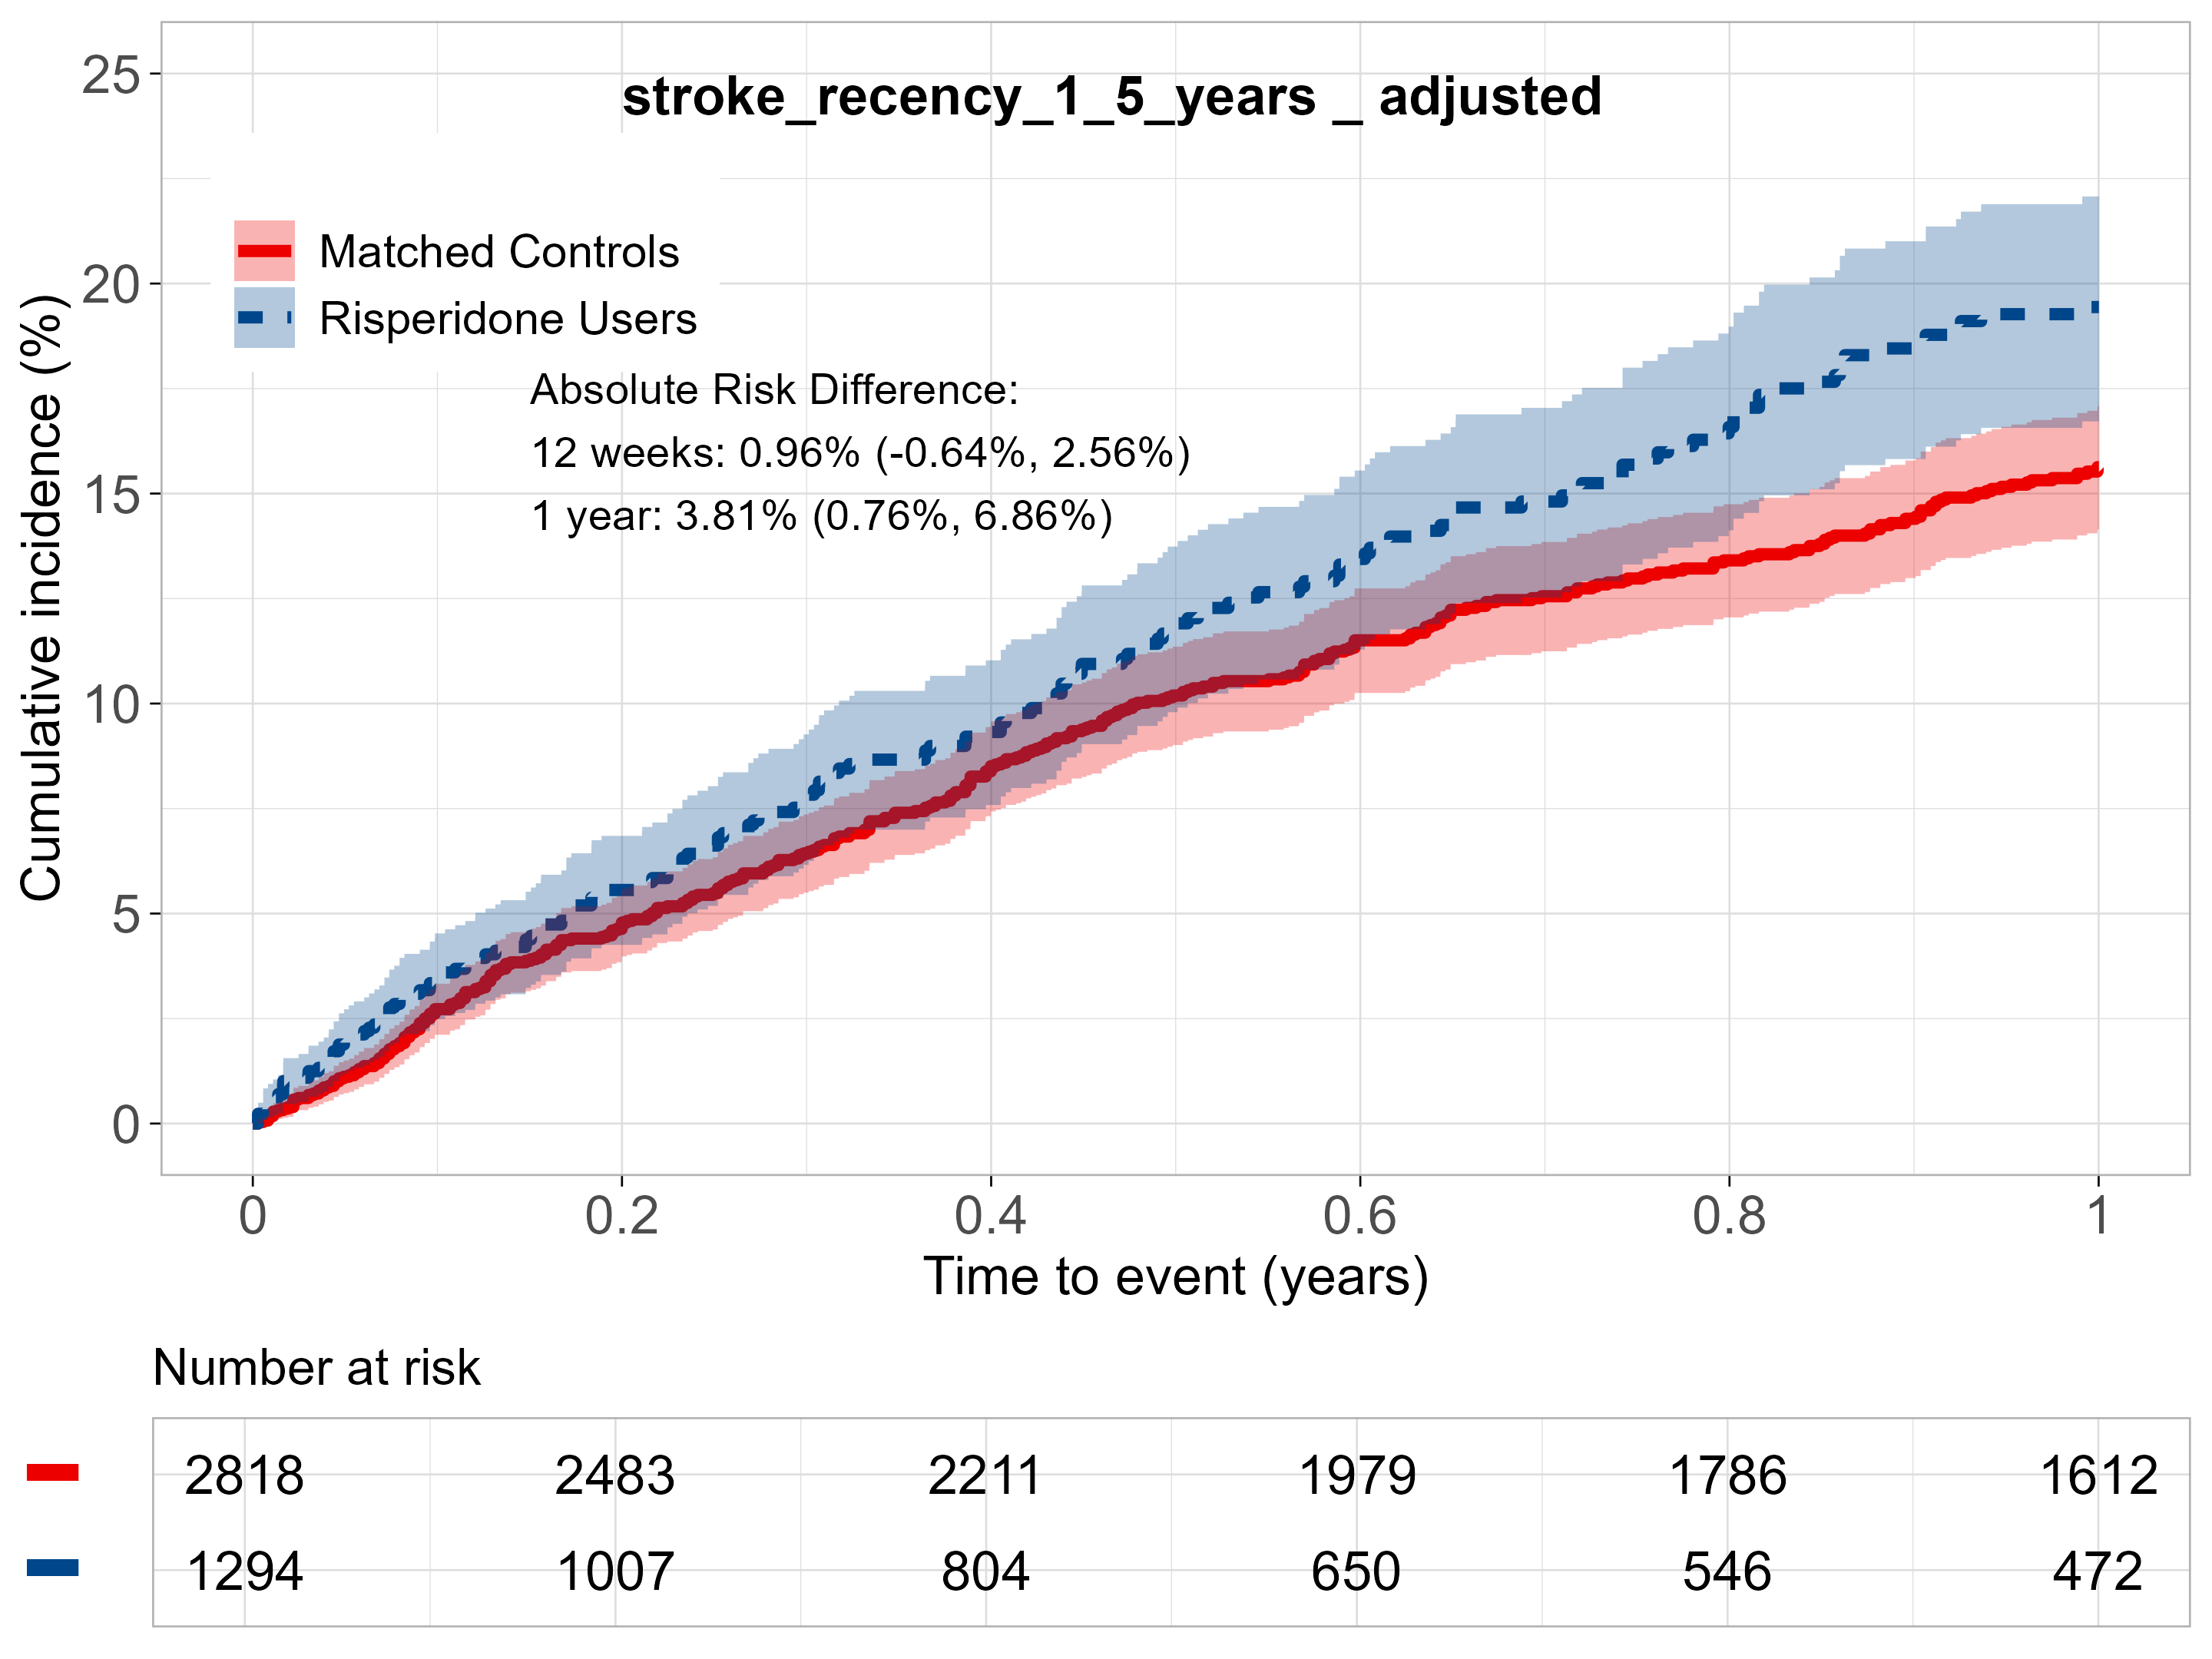 stroke_recency_1_5_years _ adjusted
Matched Controls
Risperidone Users
Absolute Risk Difference:
12 weeks: 0.96% (-0.64%, 2.56%)
1 year: 3.81% (0.76%, 6.86%)
Cumulative incidence (%)
25
20
15
10
5
0
0 0.2 0.4 0.6 0.8 1
Time to event (years)
Number at risk
2818 2483 2211 1979 1786 1612
1294 1007 804 650 546 472